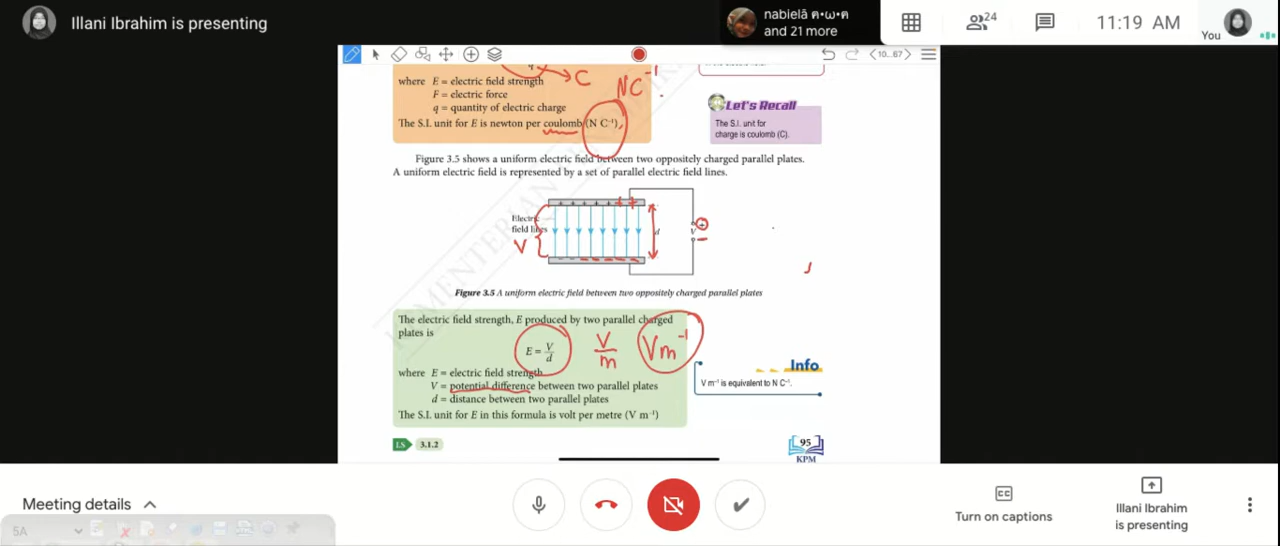 Illani Ibrahim is presenting
nabielā ฅ•ω•ฅ
and 21 more
24
11:19 AM
You
<10...67>
q
C
NC⁻¹
where E = electric field strength
F = electric force
q = quantity of electric charge
The S.I. unit for E is newton per coulomb (N C⁻¹),
Let's Recall
The S.I. unit for
charge is coulomb (C).
Figure 3.5 shows a uniform electric field between two oppositely charged parallel plates.
A uniform electric field is represented by a set of parallel electric field lines.
+ + + + + + +
Electric
field lines
V
d
V
+
–
Figure 3.5 A uniform electric field between two oppositely charged parallel plates
The electric field strength, E produced by two parallel charged
plates is
E = V/d
V/m
Vm⁻¹
where E = electric field strength
V = potential difference between two parallel plates
d = distance between two parallel plates
The S.I. unit for E in this formula is volt per metre (V m⁻¹)
Info
V m⁻¹ is equivalent to N C⁻¹.
LS 3.1.2
95
KPM
Meeting details
CC
Turn on captions
Illani Ibrahim
is presenting
5A